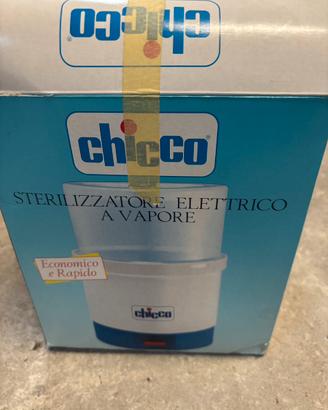 chicco
chicco
STERILIZZATORE ELETTRICO
A VAPORE
Economico
e Rapido
chicco